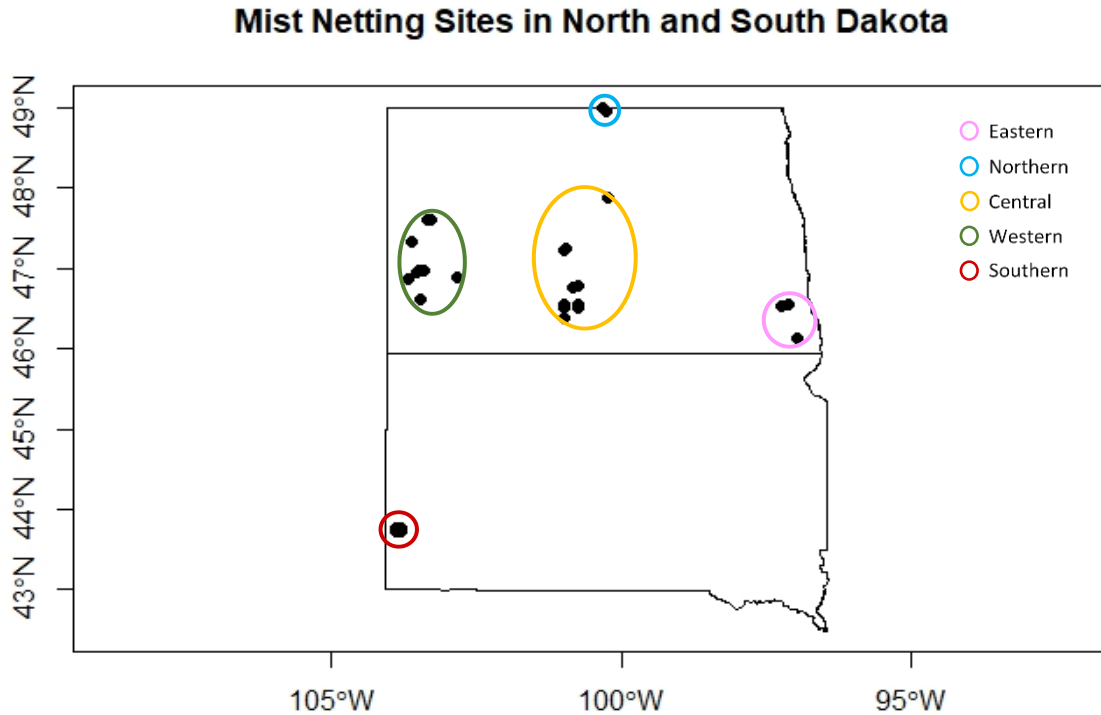 Mist Netting Sites in North and South Dakota
49°N
48°N
47°N
46°N
45°N
44°N
43°N
Eastern
Northern
Central
Western
Southern
105°W
100°W
95°W